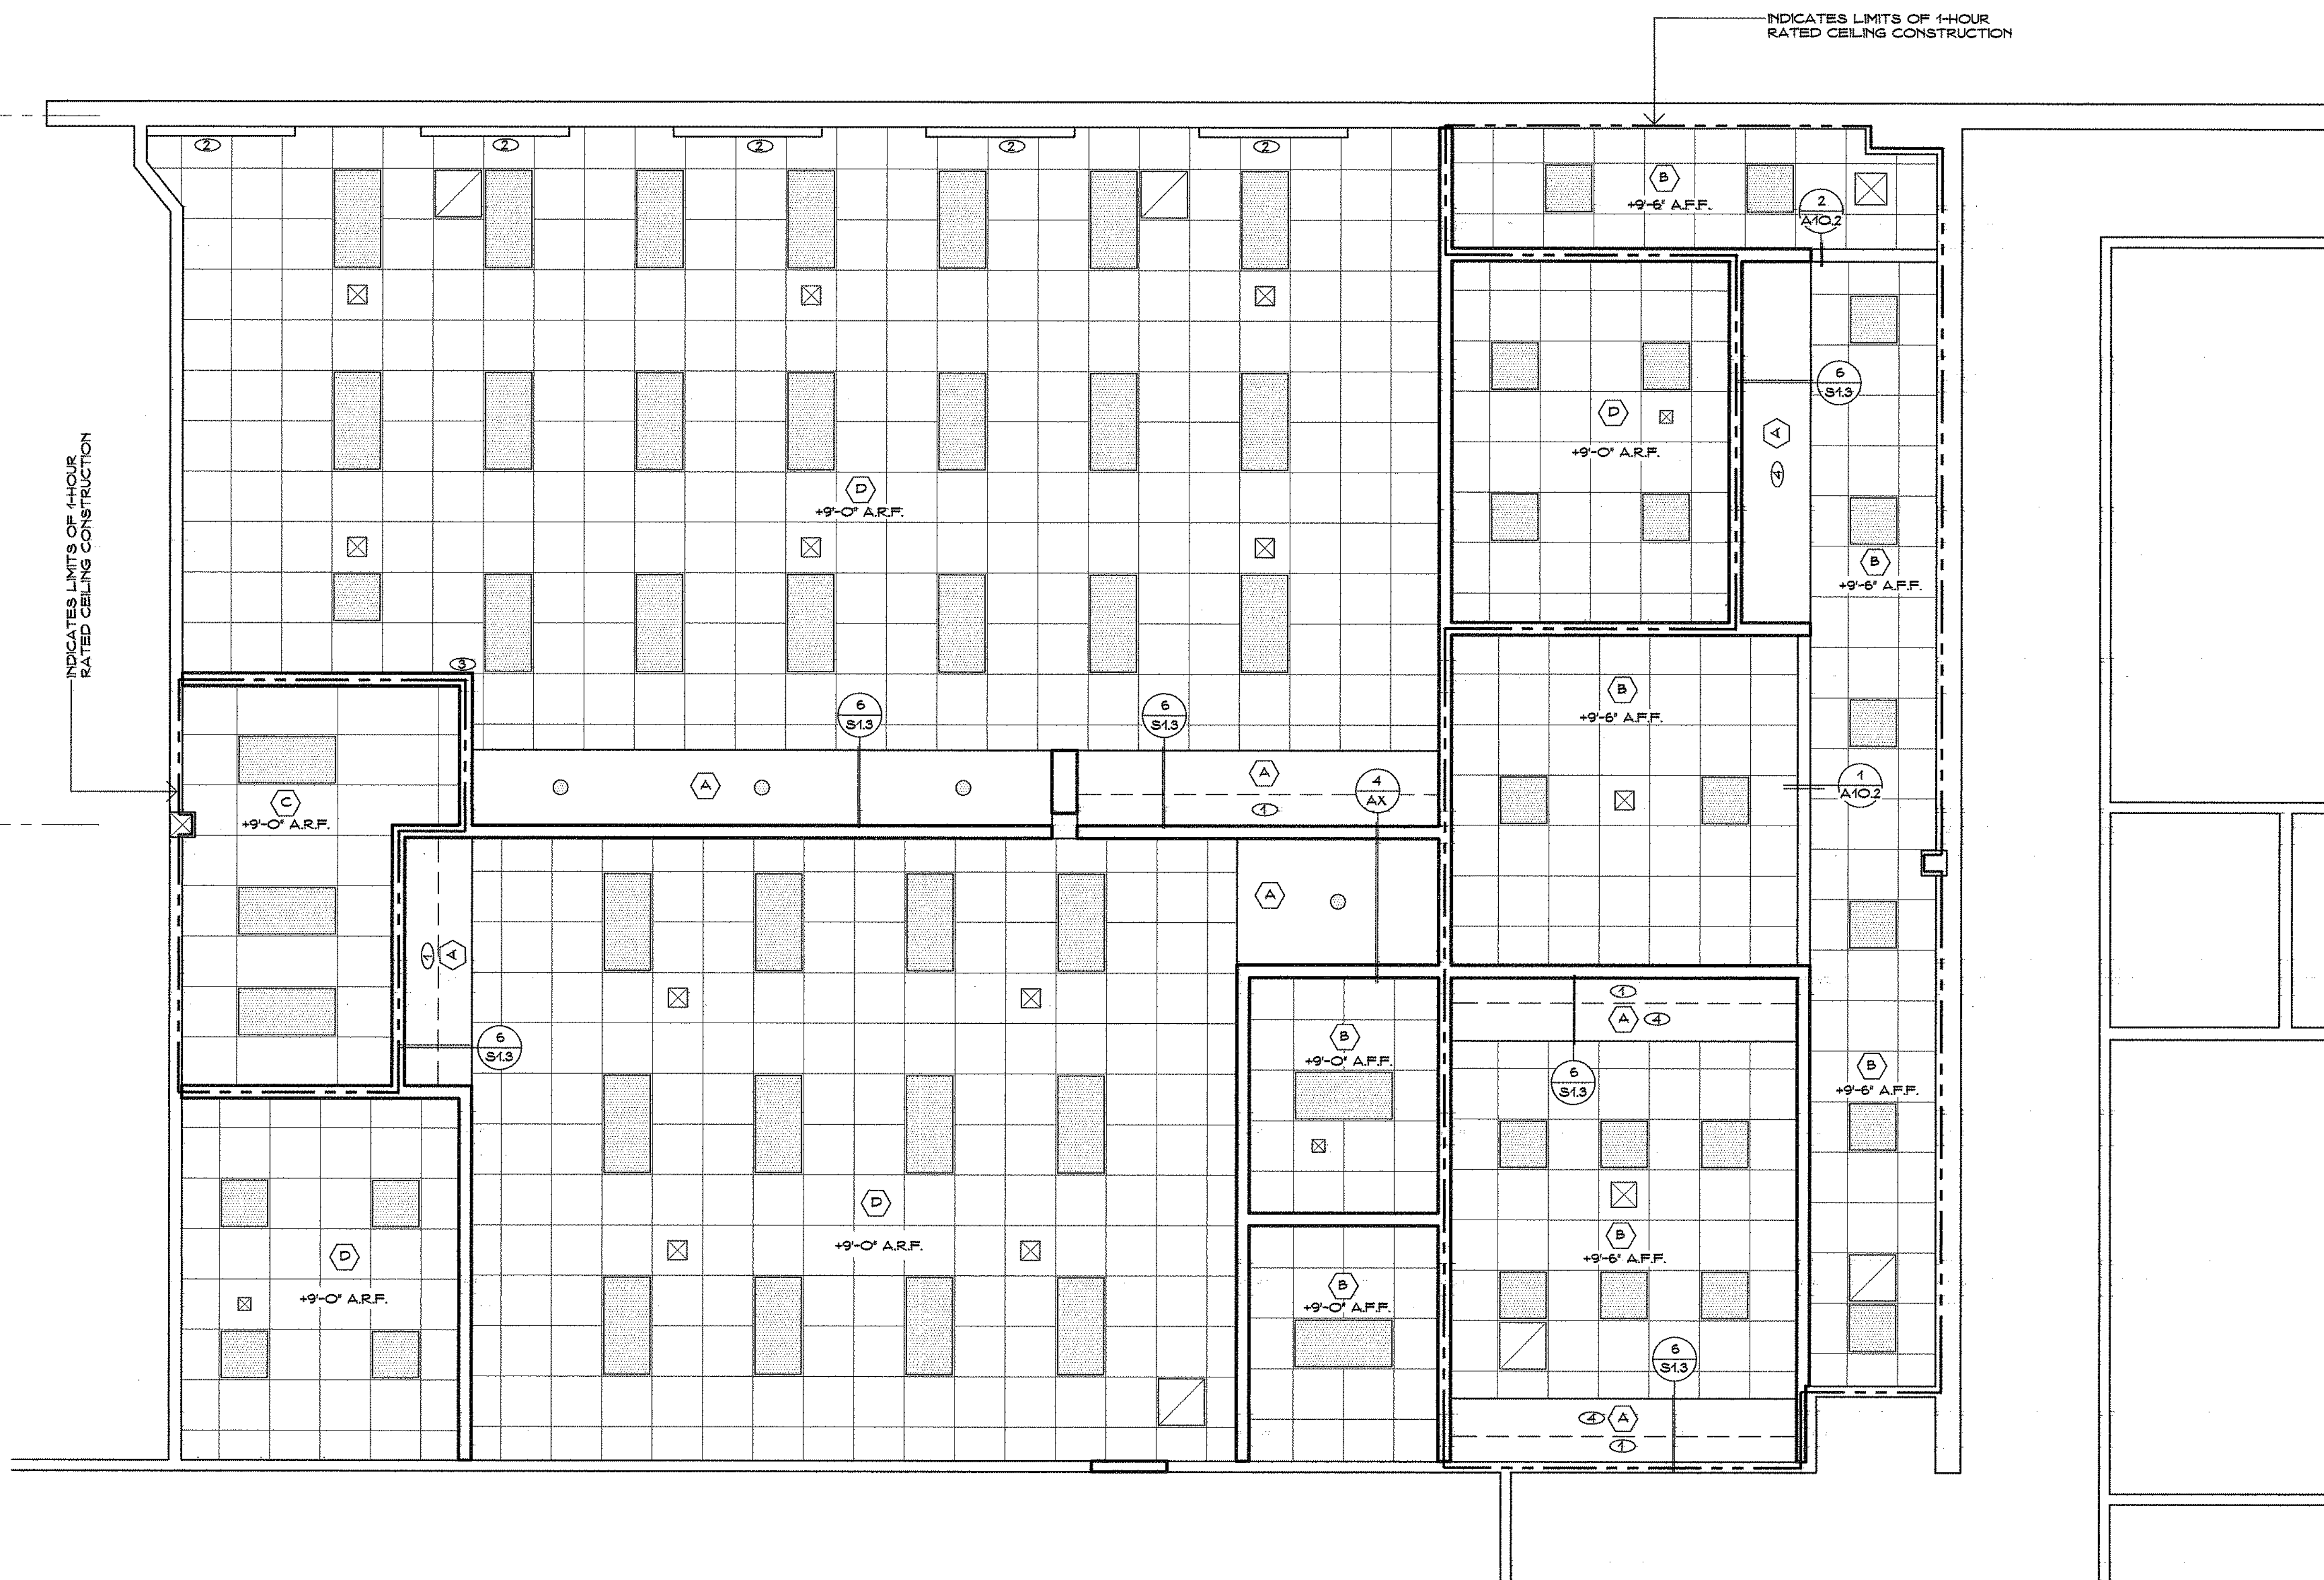 INDICATES LIMITS OF 1-HOUR
RATED CEILING CONSTRUCTION
2
2
2
2
2
B
+9'-6" A.F.F.
2
A10.2
6
S1.3
D
+9'-0" A.R.F.
A
4
D
+9'-0" A.R.F.
INDICATES LIMITS OF 1-HOUR
RATED CEILING CONSTRUCTION
B
+9'-6" A.F.F.
3
6
S1.3
6
S1.3
B
+9'-6" A.F.F.
A
A
1
4
AX
1
A10.2
C
+9'-0" A.R.F.
A
1
A
6
S1.3
1
A
4
B
+9'-0" A.F.F.
6
S1.3
B
+9'-6" A.F.F.
D
+9'-0" A.R.F.
B
+9'-6" A.F.F.
D
+9'-0" A.R.F.
B
+9'-0" A.F.F.
6
S1.3
4
A
1